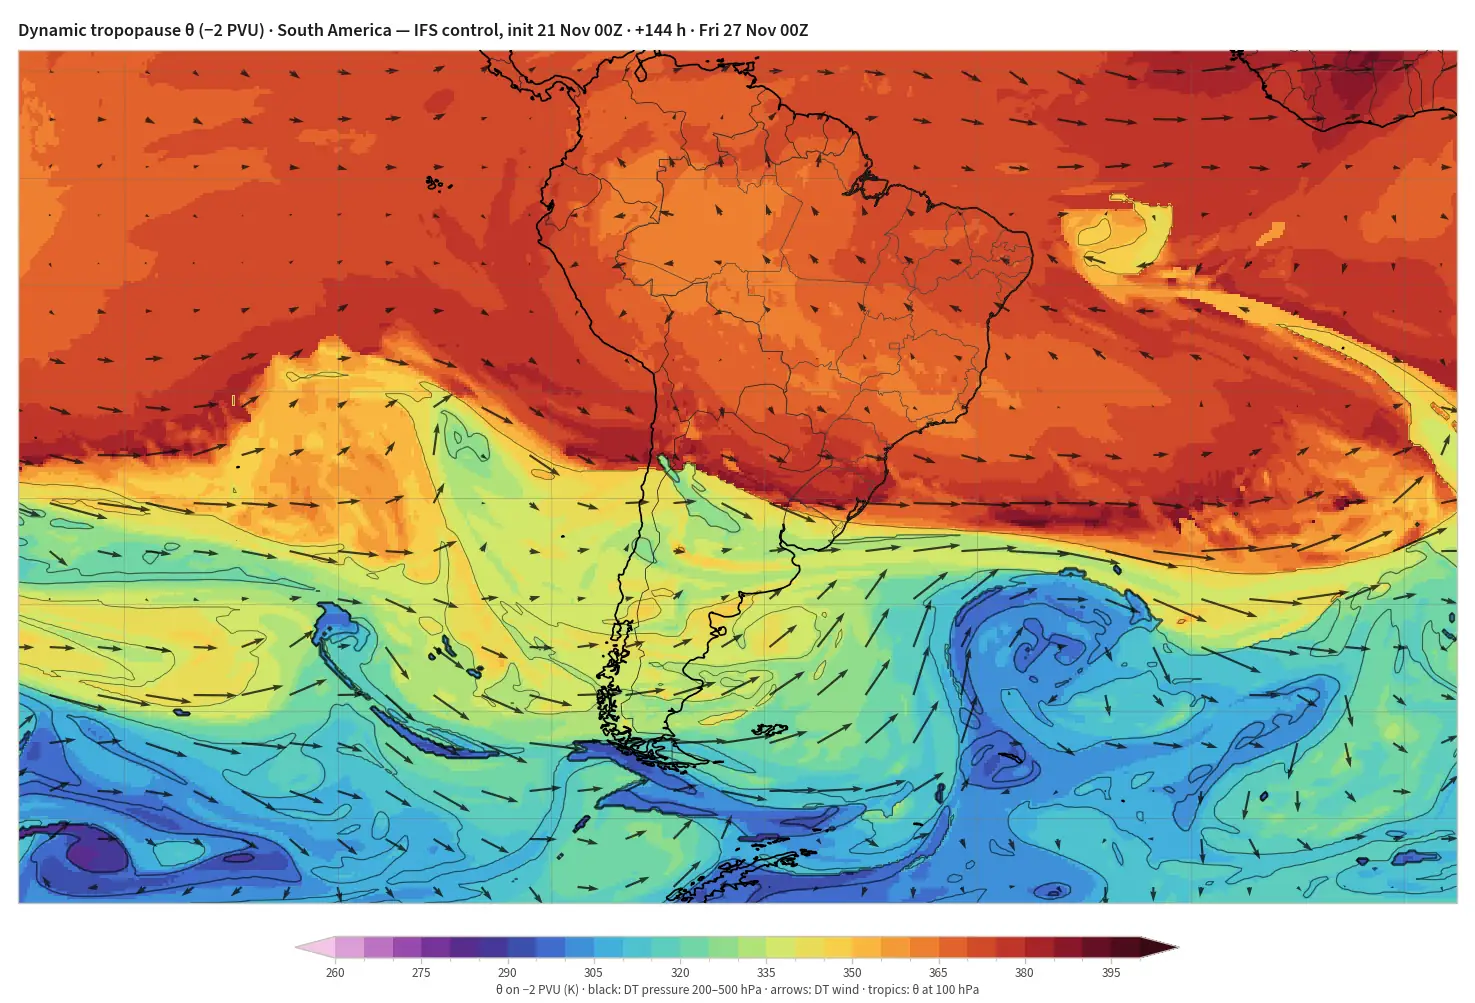 Dynamic tropopause θ (−2 PVU) · South America — IFS control, init 21 Nov 00Z · +144 h · Fri 27 Nov 00Z
260 275 290 305 320 335 350 365 380 395
θ on −2 PVU (K) · black: DT pressure 200–500 hPa · arrows: DT wind · tropics: θ at 100 hPa